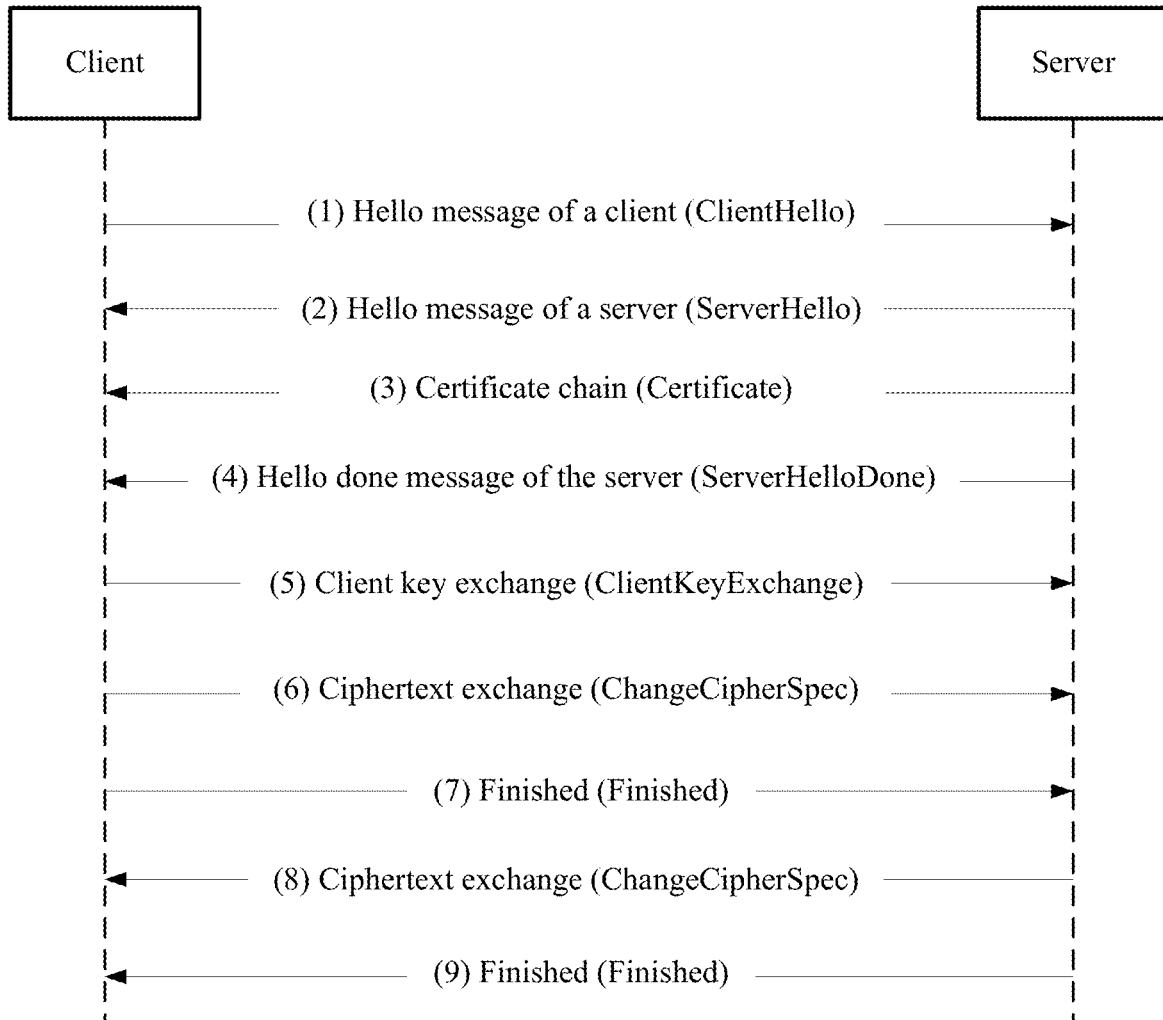 Client
Server
(1) Hello message of a client (ClientHello)
(2) Hello message of a server (ServerHello)
(3) Certificate chain (Certificate)
(4) Hello done message of the server (ServerHelloDone)
(5) Client key exchange (ClientKeyExchange)
(6) Ciphertext exchange (ChangeCipherSpec)
(7) Finished (Finished)
(8) Ciphertext exchange (ChangeCipherSpec)
(9) Finished (Finished)